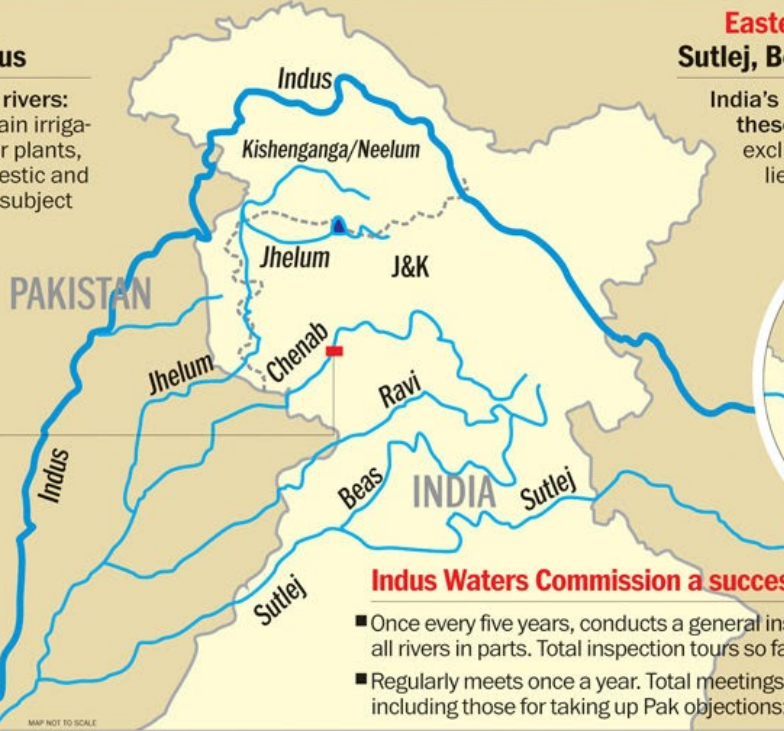 us
rivers:
ain irriga-
r plants,
estic and
subject
Easte
Sutlej, Be
India's
these
excl
lie
Indus
Kishenganga/Neelum
Jhelum
J&K
PAKISTAN
Chenab
Jhelum
Ravi
Indus
Beas
INDIA
Sutlej
Sutlej
Indus Waters Commission a succes
■ Once every five years, conducts a general ins
all rivers in parts. Total inspection tours so fa
■ Regularly meets once a year. Total meetings
including those for taking up Pak objections:
MAP NOT TO SCALE